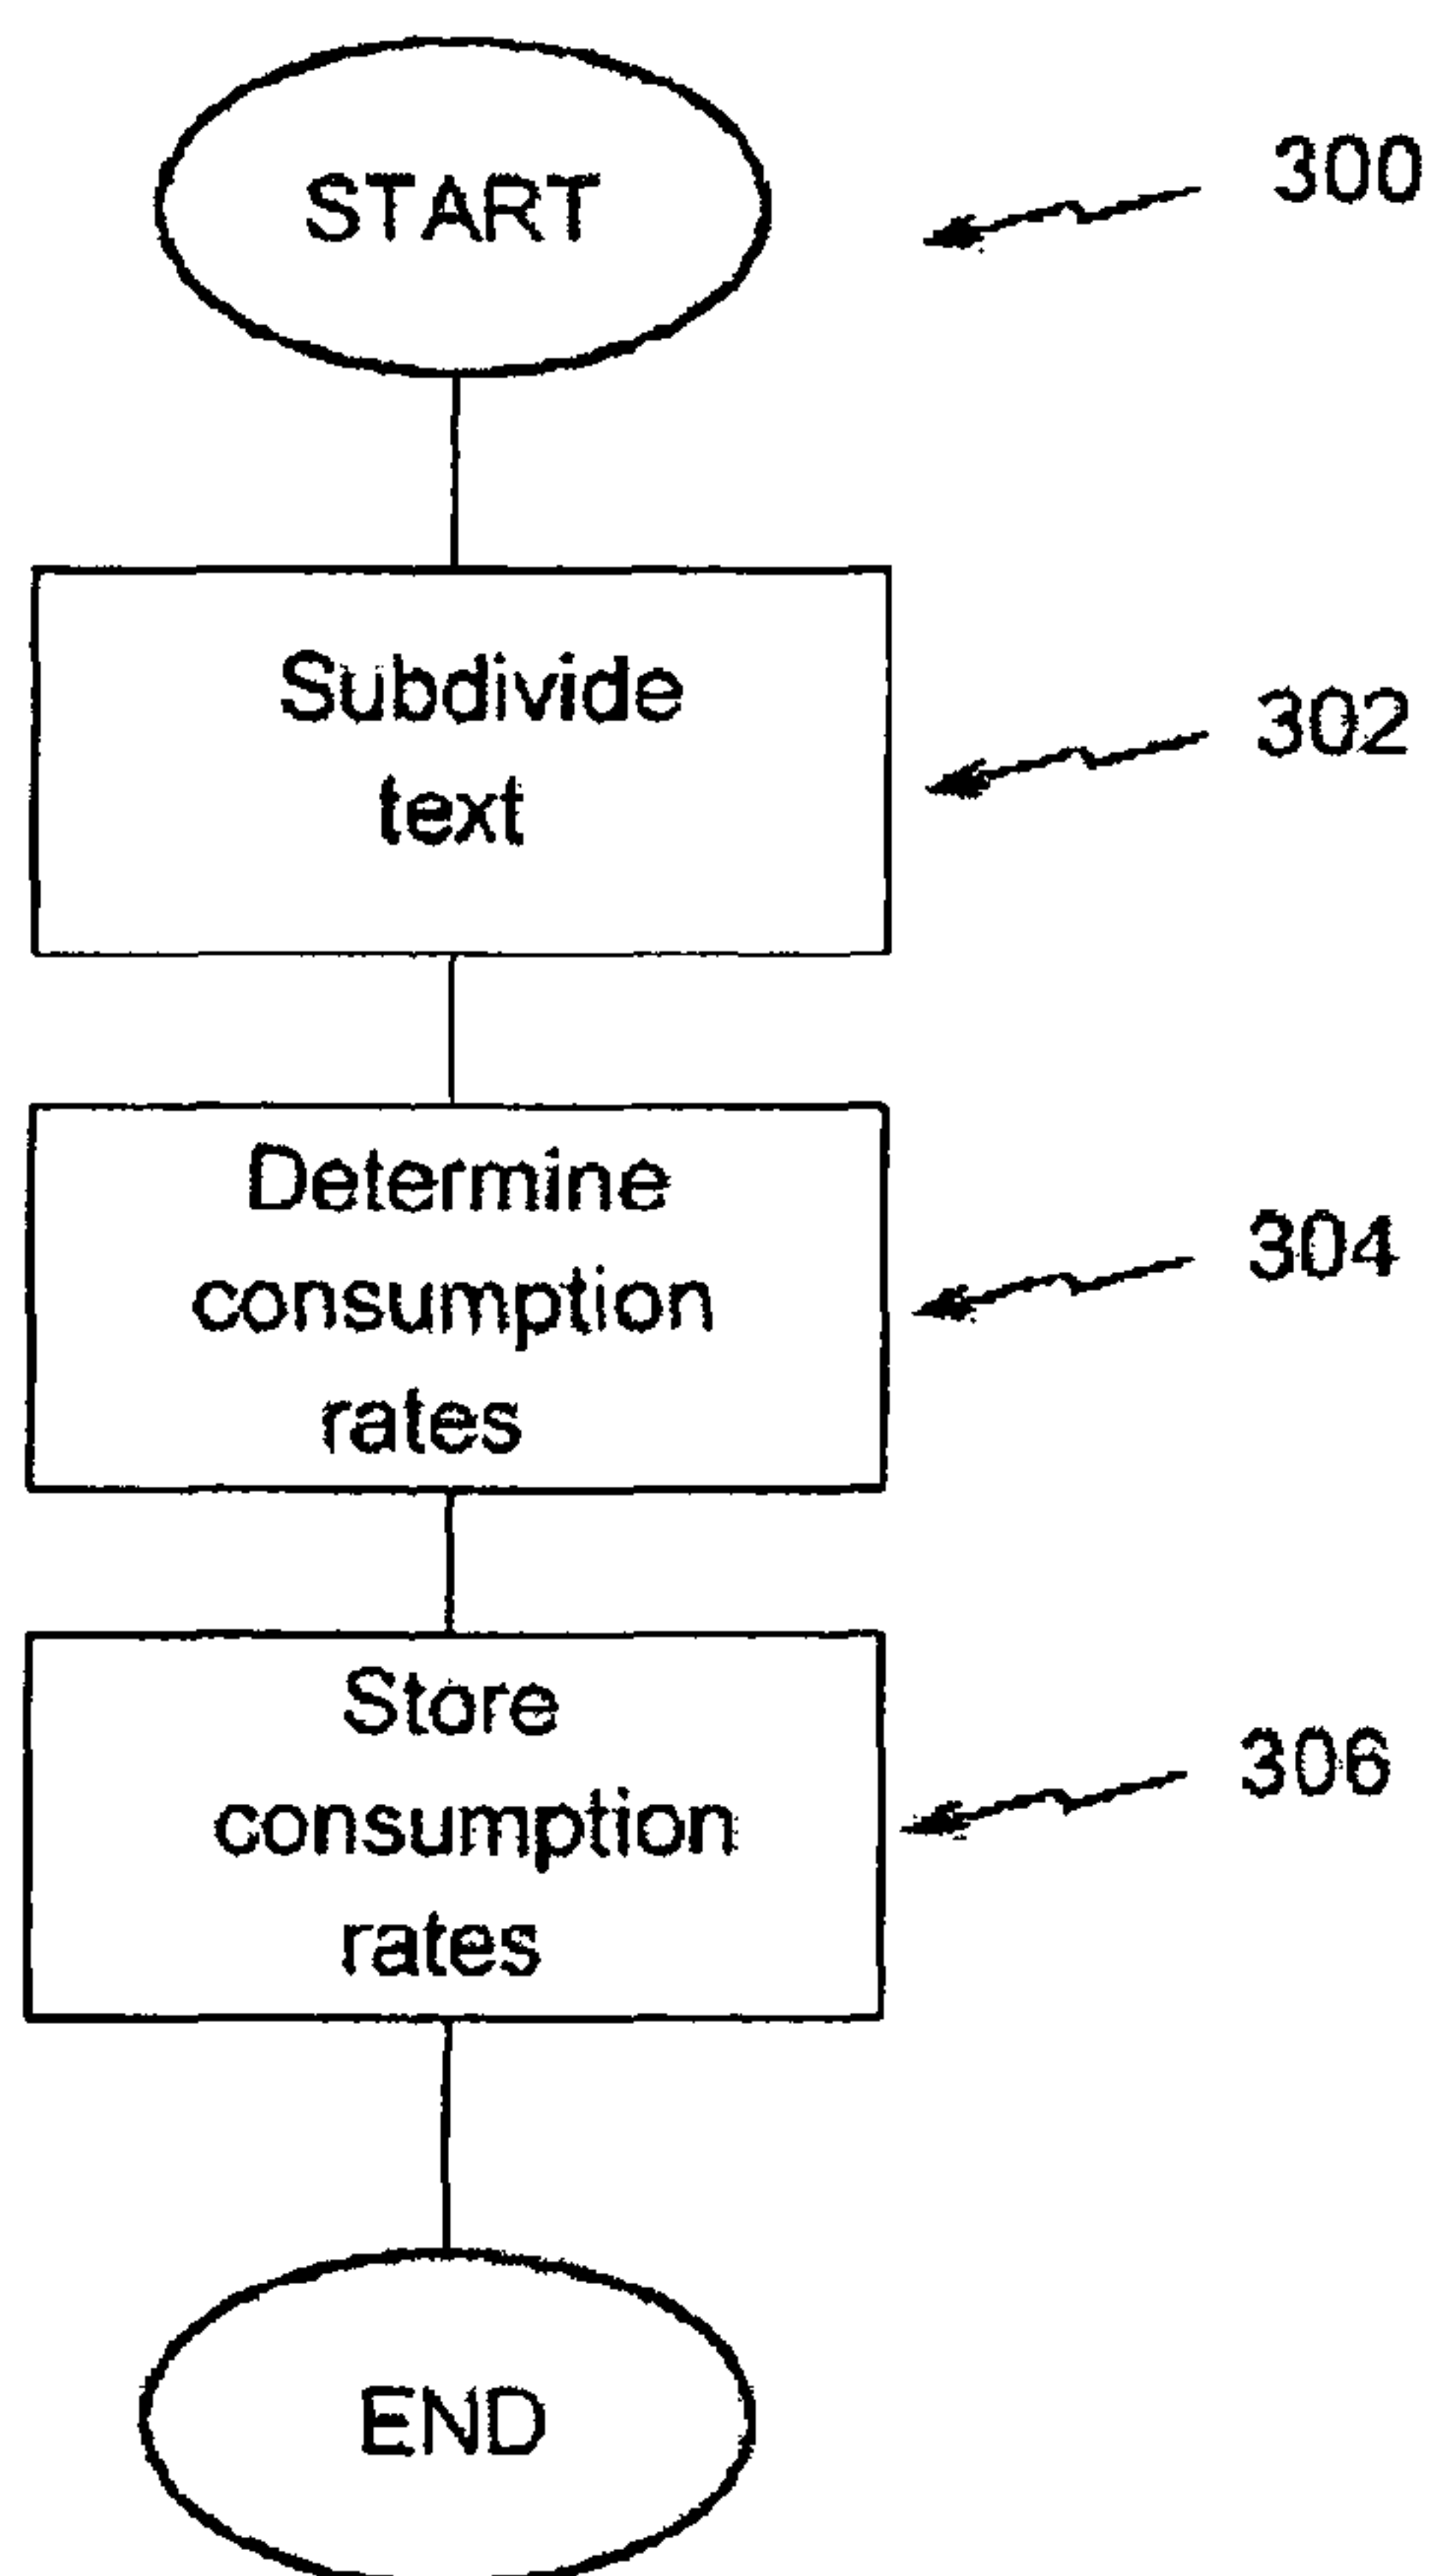 START
300
Subdivide
text
302
Determine
consumption
rates
304
Store
consumption
rates
306
END